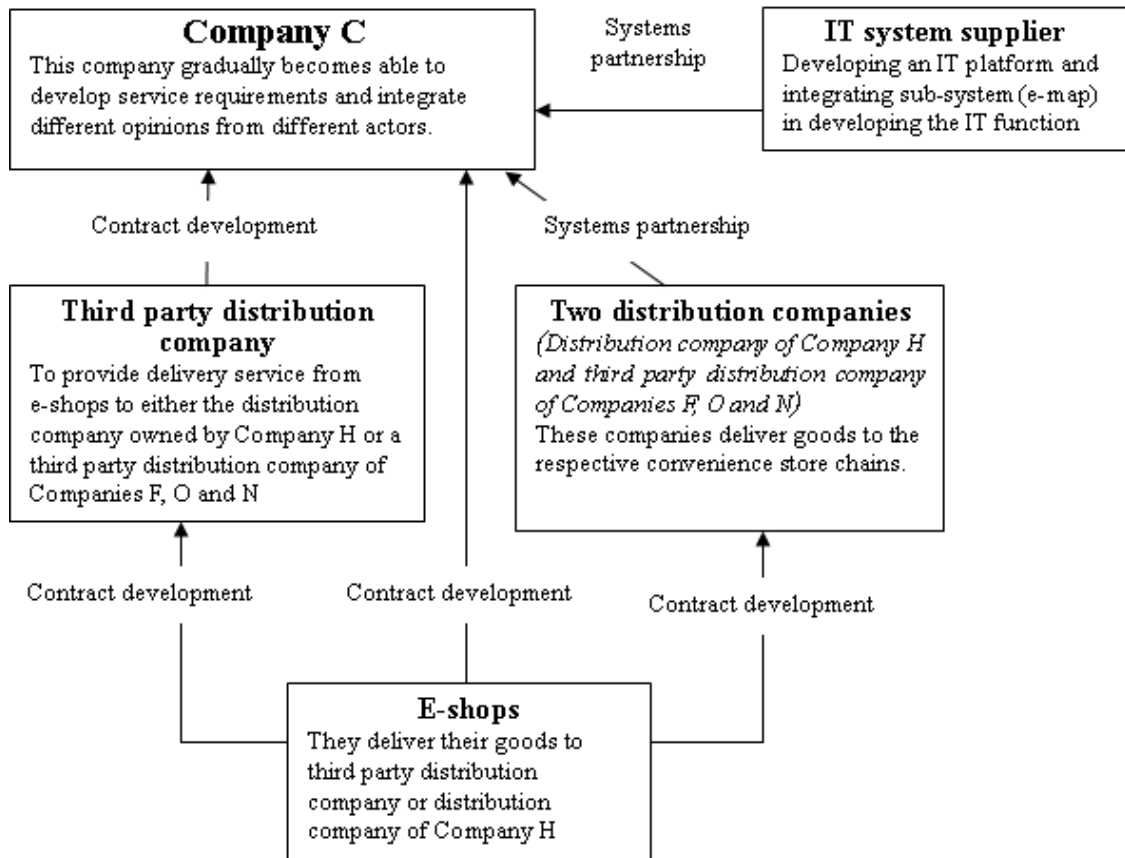 Company C
This company gradually becomes able to
develop service requirements and integrate
different opinions from different actors.
Systems
partnership
IT system supplier
Developing an IT platform and
integrating sub-system (e-map)
in developing the IT function
Contract development
Systems partnership
Third party distribution
company
To provide delivery service from
e-shops to either the distribution
company owned by Company H or a
third party distribution company of
Companies F, O and N
Two distribution companies
(Distribution company of Company H
and third party distribution company
of Companies F, O and N)
These companies deliver goods to the
respective convenience store chains.
Contract development
Contract development
Contract development
E-shops
They deliver their goods to
third party distribution
company or distribution
company of Company H